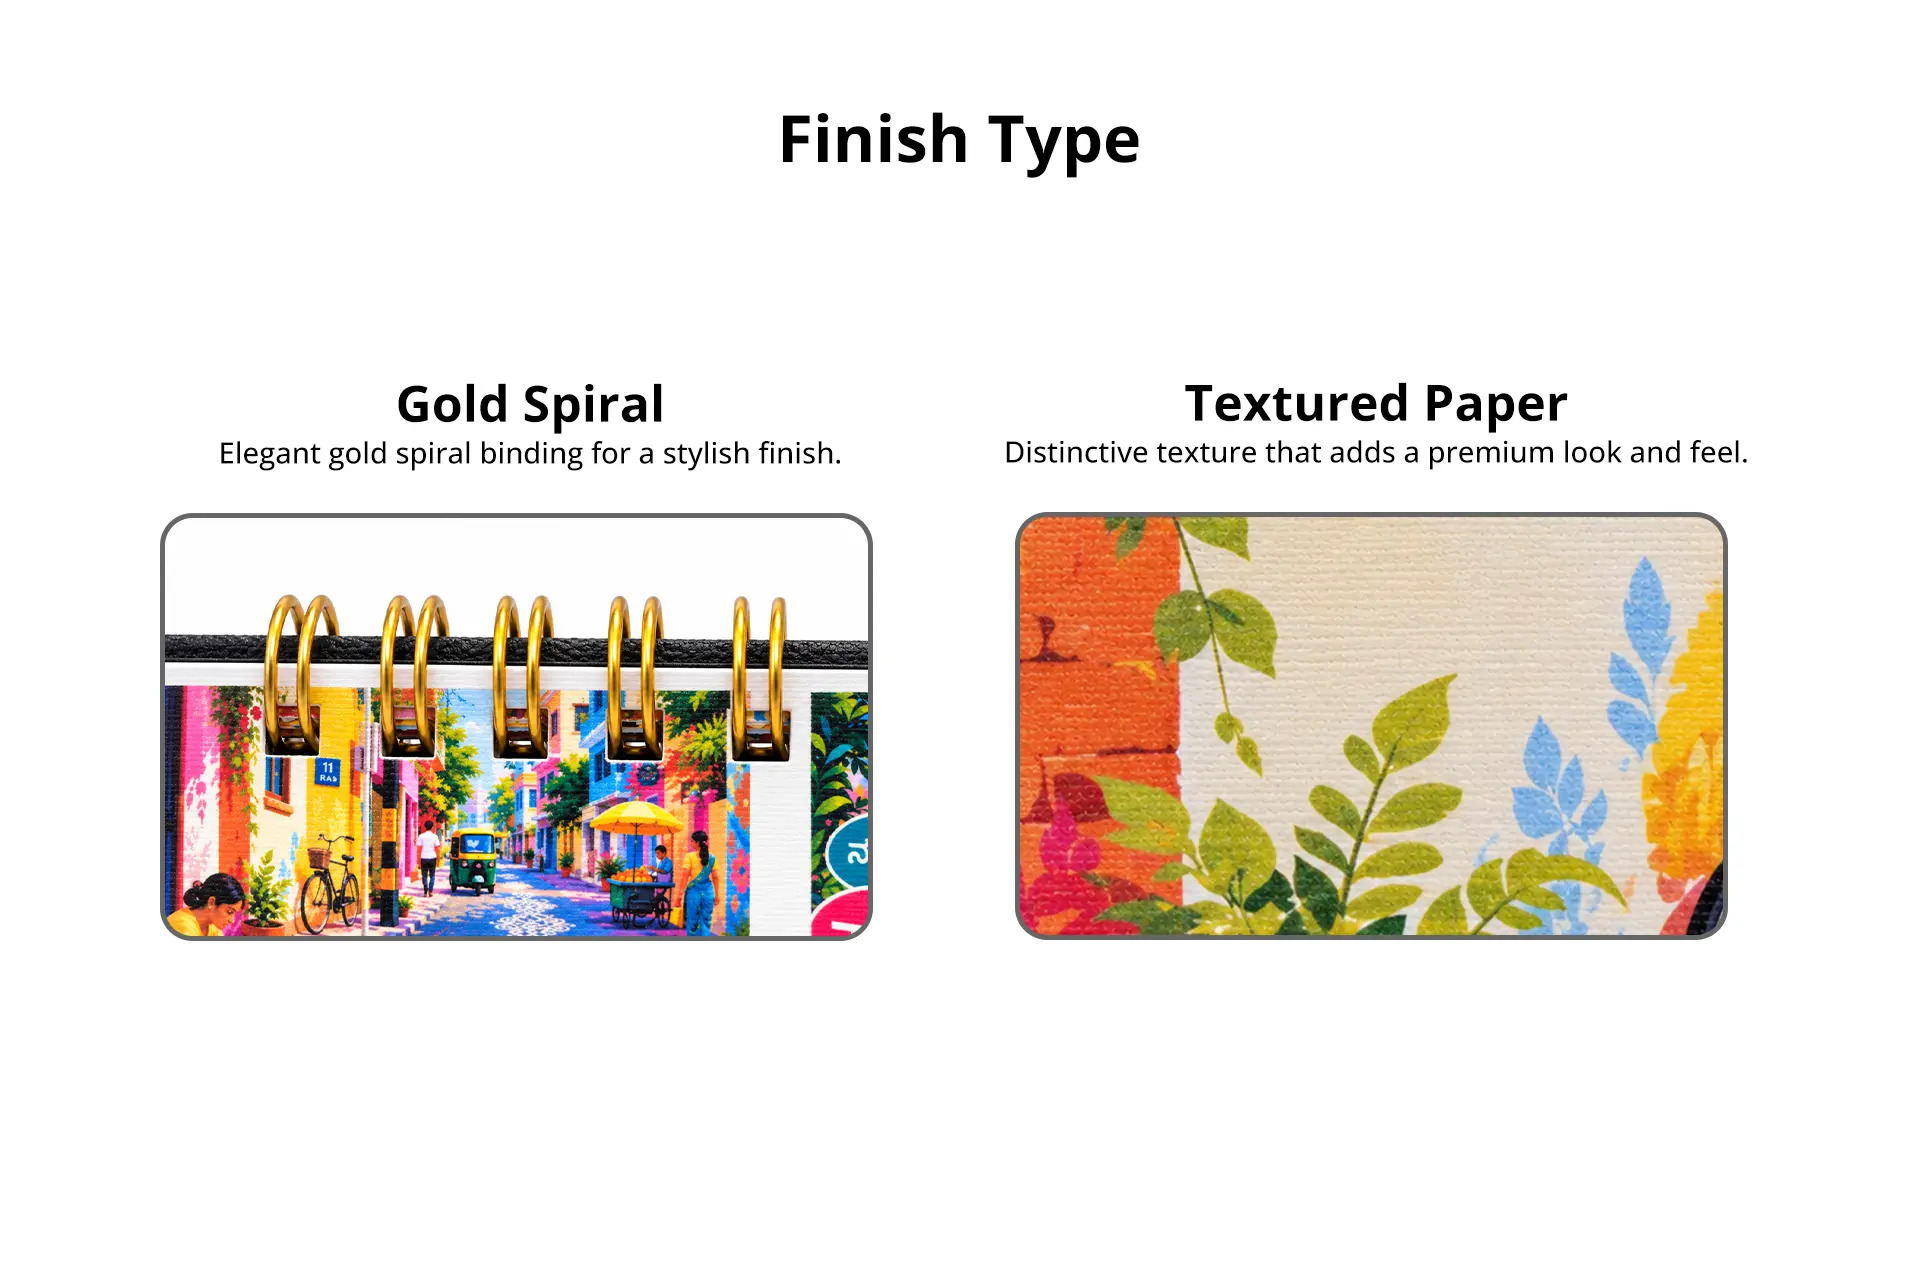 Finish Type
Gold Spiral
Elegant gold spiral binding for a stylish finish.
Textured Paper
Distinctive texture that adds a premium look and feel.
11